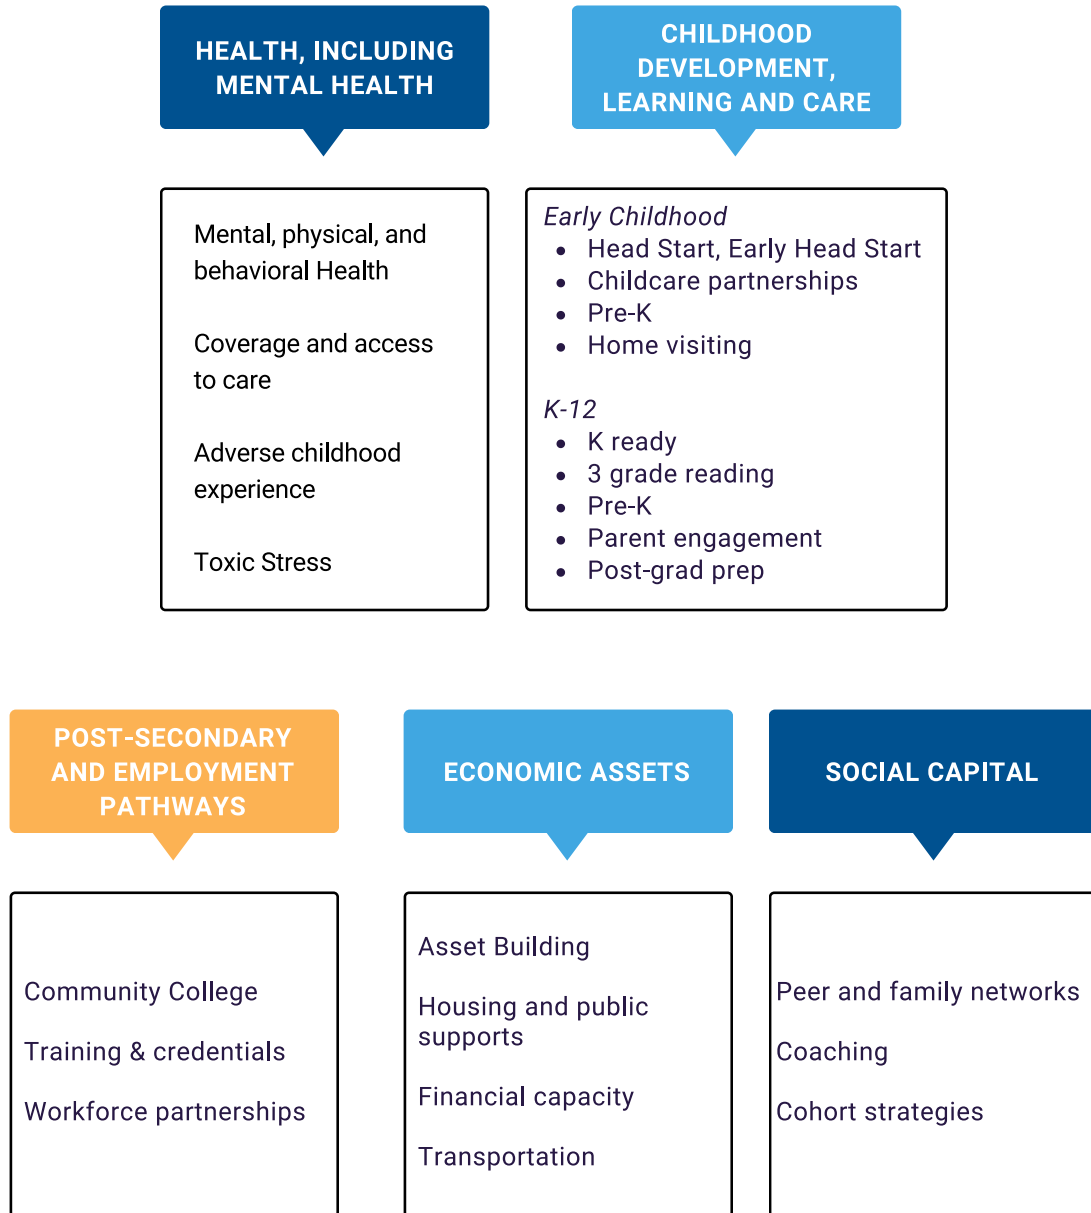 HEALTH, INCLUDING
MENTAL HEALTH
Mental, physical, and
behavioral Health
Coverage and access
to care
Adverse childhood
experience
Toxic Stress
CHILDHOOD
DEVELOPMENT,
LEARNING AND CARE
Early Childhood
• Head Start, Early Head Start
• Childcare partnerships
• Pre-K
• Home visiting
K-12
• K ready
• 3 grade reading
• Pre-K
• Parent engagement
• Post-grad prep
POST-SECONDARY
AND EMPLOYMENT
PATHWAYS
Community College
Training & credentials
Workforce partnerships
ECONOMIC ASSETS
Asset Building
Housing and public
supports
Financial capacity
Transportation
SOCIAL CAPITAL
Peer and family networks
Coaching
Cohort strategies